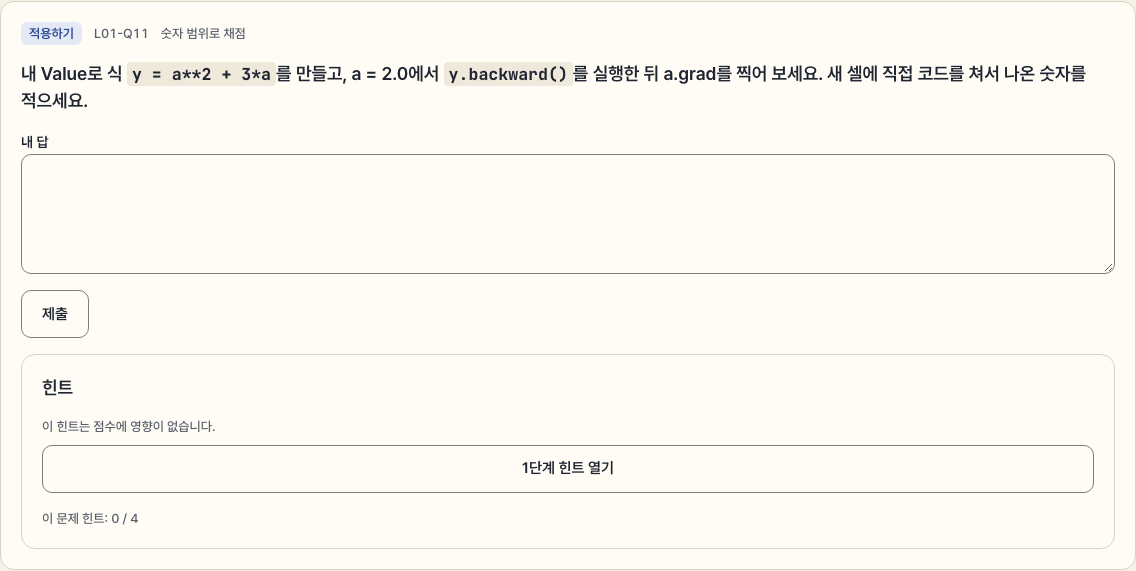 적용하기 L01-Q11 숫자 범위로 채점
내 Value로 식 y = a**2 + 3*a 를 만들고, a = 2.0에서 y.backward() 를 실행한 뒤 a.grad를 찍어 보세요. 새 셀에 직접 코드를 쳐서 나온 숫자를
적으세요.
내 답
제출
힌트
이 힌트는 점수에 영향이 없습니다.
1단계 힌트 열기
이 문제 힌트: 0 / 4